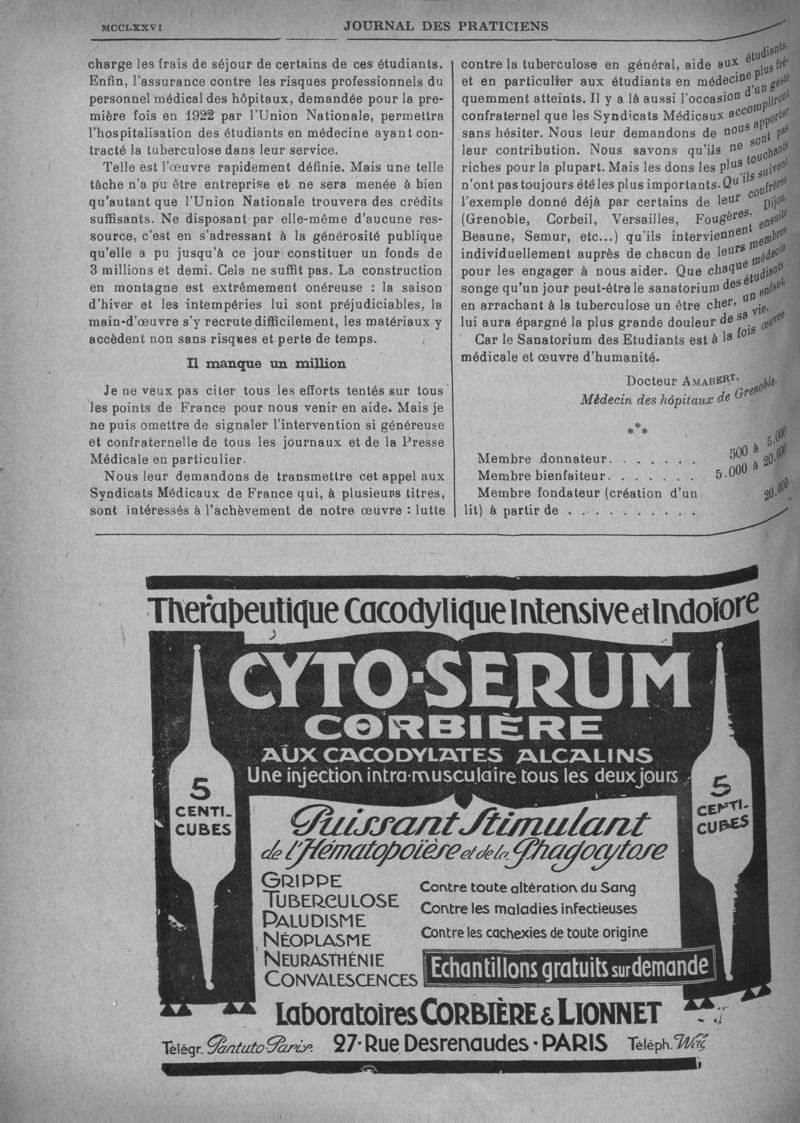 MCCLXXVI
JOURNAL DES PRATICIENS
charge les frais de séjour de certains de ces étudiants.
Enfin, l'assurance contre les risques professionnels du
personnel médical des hôpitaux, demandée pour la pre-
mière fois en 1922 par l'Union Nationale, permettra
l'hospitalisation des étudiants en médecine ayant con-
tracté la tuberculose dans leur service.
Telle est l'œuvre rapidement définie. Mais une telle
tâche n'a pu être entreprise et ne sera menée à bien
qu'autant que l'Union Nationale trouvera des crédits
suffisants. Ne disposant par elle-même d'aucune res-
source, c'est en s'adressant à la générosité publique
qu'elle a pu jusqu'à ce jour constituer un fonds de
3 millions et demi. Cela ne suffit pas. La construction
en montagne est extrêmement onéreuse : la saison
d'hiver et les intempéries lui sont préjudiciables, la
main-d'œuvre s'y recrute difficilement, les matériaux y
accèdent non sans risques et perte de temps.
Il manque un million
Je ne veux pas citer tous les efforts tentés sur tous
les points de France pour nous venir en aide. Mais je
ne puis omettre de signaler l'intervention si généreuse
et confraternelle de tous les journaux et de la Presse
Médicale en particulier.
Nous leur demandons de transmettre cet appel aux
Syndicats Médicaux de France qui, à plusieurs titres,
sont intéressés à l'achèvement de notre œuvre : lutte
contre la tuberculose en général, aide aux étudiants,
et en particulier aux étudiants en médecine plus fré-
quemment atteints. Il y a là aussi l'occasion d'un geste
confraternel que les Syndicats Médicaux accompliront
sans hésiter. Nous leur demandons de nous apporter
leur contribution. Nous savons qu'ils ne sont pas
riches pour la plupart. Mais les dons les plus touchants
n'ont pas toujours été les plus importants. Qu'ils suivent
l'exemple donné déjà par certains de leur confrères
(Grenoble, Corbeil, Versailles, Fougères, Dijon,
Beaune, Semur, etc...) qu'ils interviennent ensuite
individuellement auprès de chacun de leurs membres
pour les engager à nous aider. Que chaque médecin
songe qu'un jour peut-être le sanatorium des étudiants
en arrachant à la tuberculose un être cher, un enfant,
lui aura épargné la plus grande douleur de sa vie.
Car le Sanatorium des Etudiants est à la fois œuvre
médicale et œuvre d'humanité.
Docteur AMABERT,
Médecin des hôpitaux de Grenoble.
***
Membre donnateur. . . . . . . 500 à 5.000
Membre bienfaiteur. . . . . . . 5.000 à 20.000
Membre fondateur (création d'un
lit) à partir de . . . . . . . . . . 20.000
Therapeutique Cacodylique Intensive et Indolore
CYTO-SERUM
CORBIÈRE
AUX CACODYLATES ALCALINS
Une injection intra-musculaire tous les deux jours
5
CENTI-
CUBES
5
CENTI-
CUBES
Puissant Stimulant
de l'Hématopoïèse et de la Phagocytose
GRIPPE
TUBERCULOSE
PALUDISME
NÉOPLASME
NEURASTHÉNIE
CONVALESCENCES
Contre toute altération du Sang
Contre les maladies infectieuses
Contre les cachexies de toute origine
Echantillons gratuits sur demande
Laboratoires CORBIÈRE & LIONNET
Télégr. Pantuto Paris. 27·Rue Desrenaudes·PARIS Téléph.